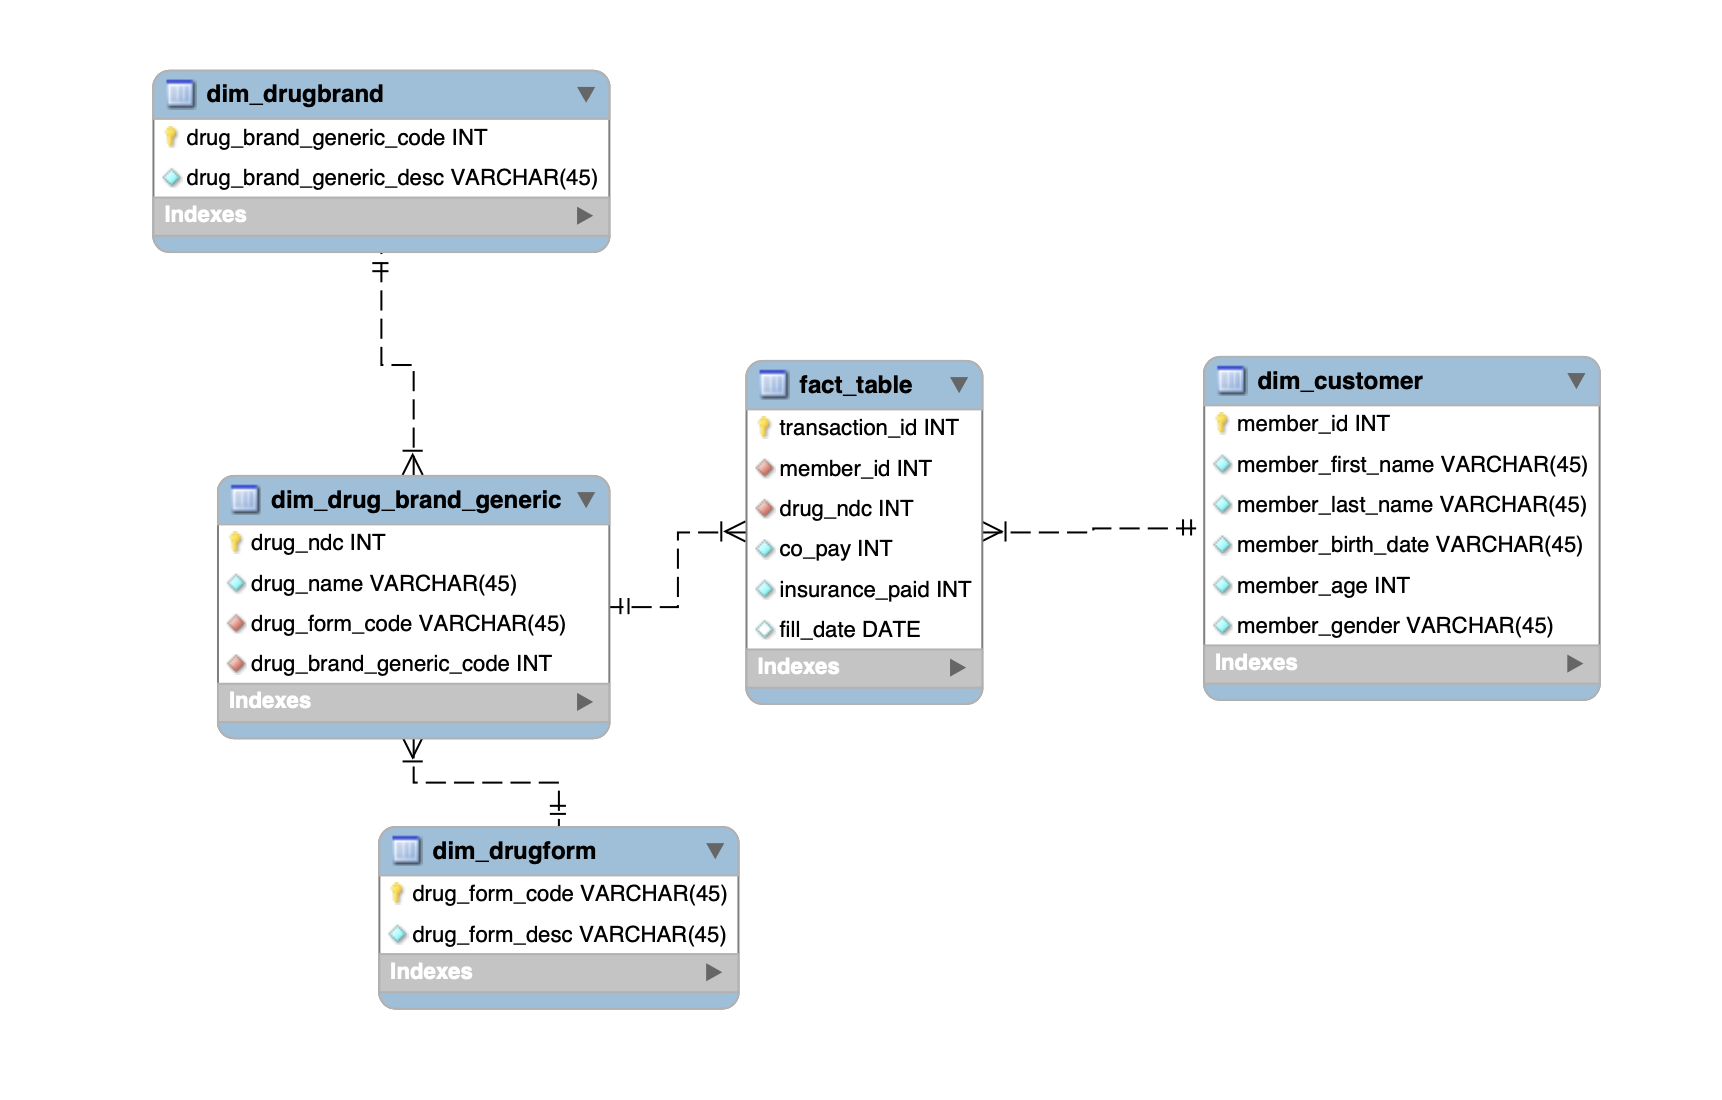 dim_drugbrand
drug_brand_generic_code INT
drug_brand_generic_desc VARCHAR(45)
Indexes
dim_drug_brand_generic
drug_ndc INT
drug_name VARCHAR(45)
drug_form_code VARCHAR(45)
drug_brand_generic_code INT
Indexes
dim_drugform
drug_form_code VARCHAR(45)
drug_form_desc VARCHAR(45)
Indexes
fact_table
transaction_id INT
member_id INT
drug_ndc INT
co_pay INT
insurance_paid INT
fill_date DATE
Indexes
dim_customer
member_id INT
member_first_name VARCHAR(45)
member_last_name VARCHAR(45)
member_birth_date VARCHAR(45)
member_age INT
member_gender VARCHAR(45)
Indexes